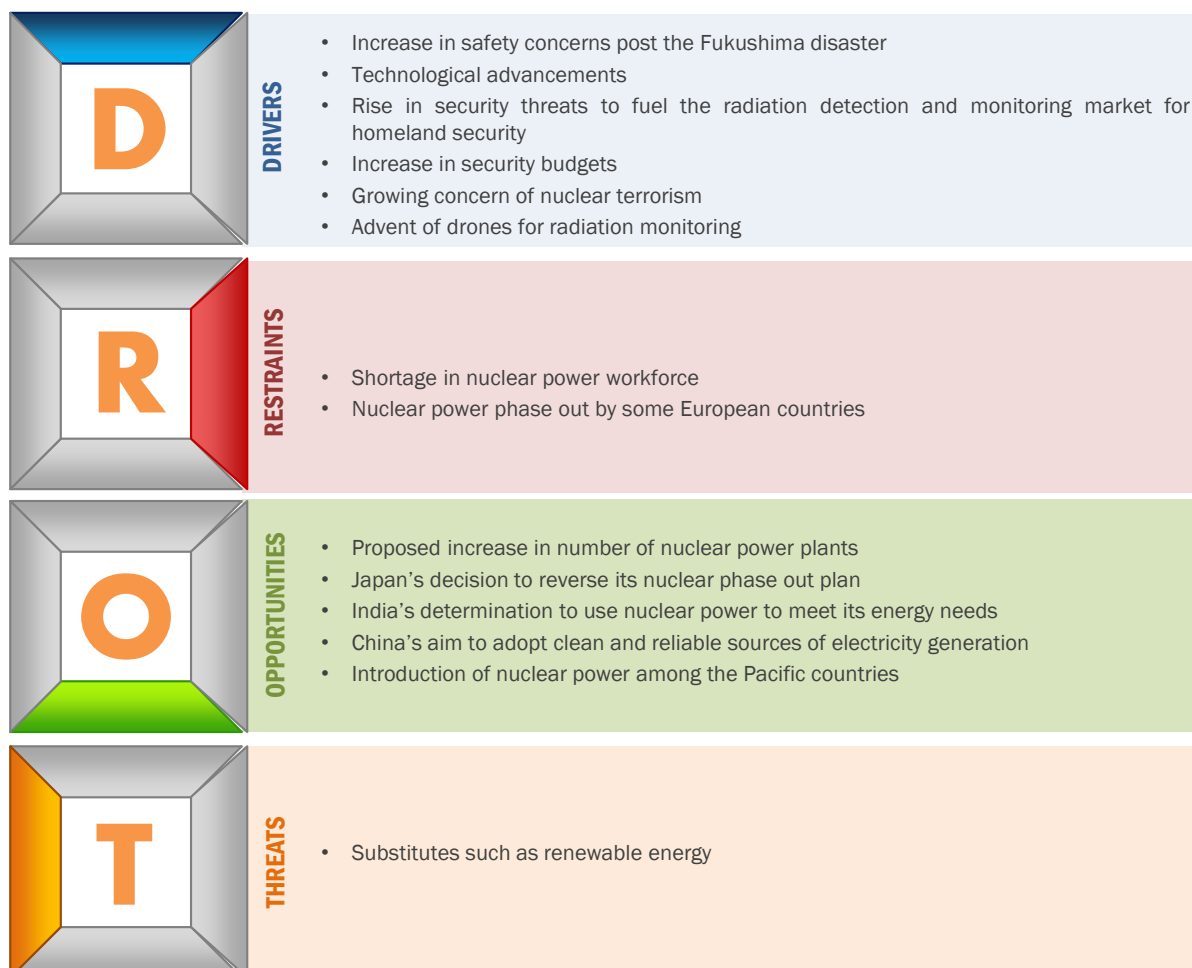 D
DRIVERS
• Increase in safety concerns post the Fukushima disaster
• Technological advancements
• Rise in security threats to fuel the radiation detection and monitoring market for
homeland security
• Increase in security budgets
• Growing concern of nuclear terrorism
• Advent of drones for radiation monitoring
R
RESTRAINTS
• Shortage in nuclear power workforce
• Nuclear power phase out by some European countries
O
OPPORTUNITIES
• Proposed increase in number of nuclear power plants
• Japan’s decision to reverse its nuclear phase out plan
• India’s determination to use nuclear power to meet its energy needs
• China’s aim to adopt clean and reliable sources of electricity generation
• Introduction of nuclear power among the Pacific countries
T
THREATS
• Substitutes such as renewable energy